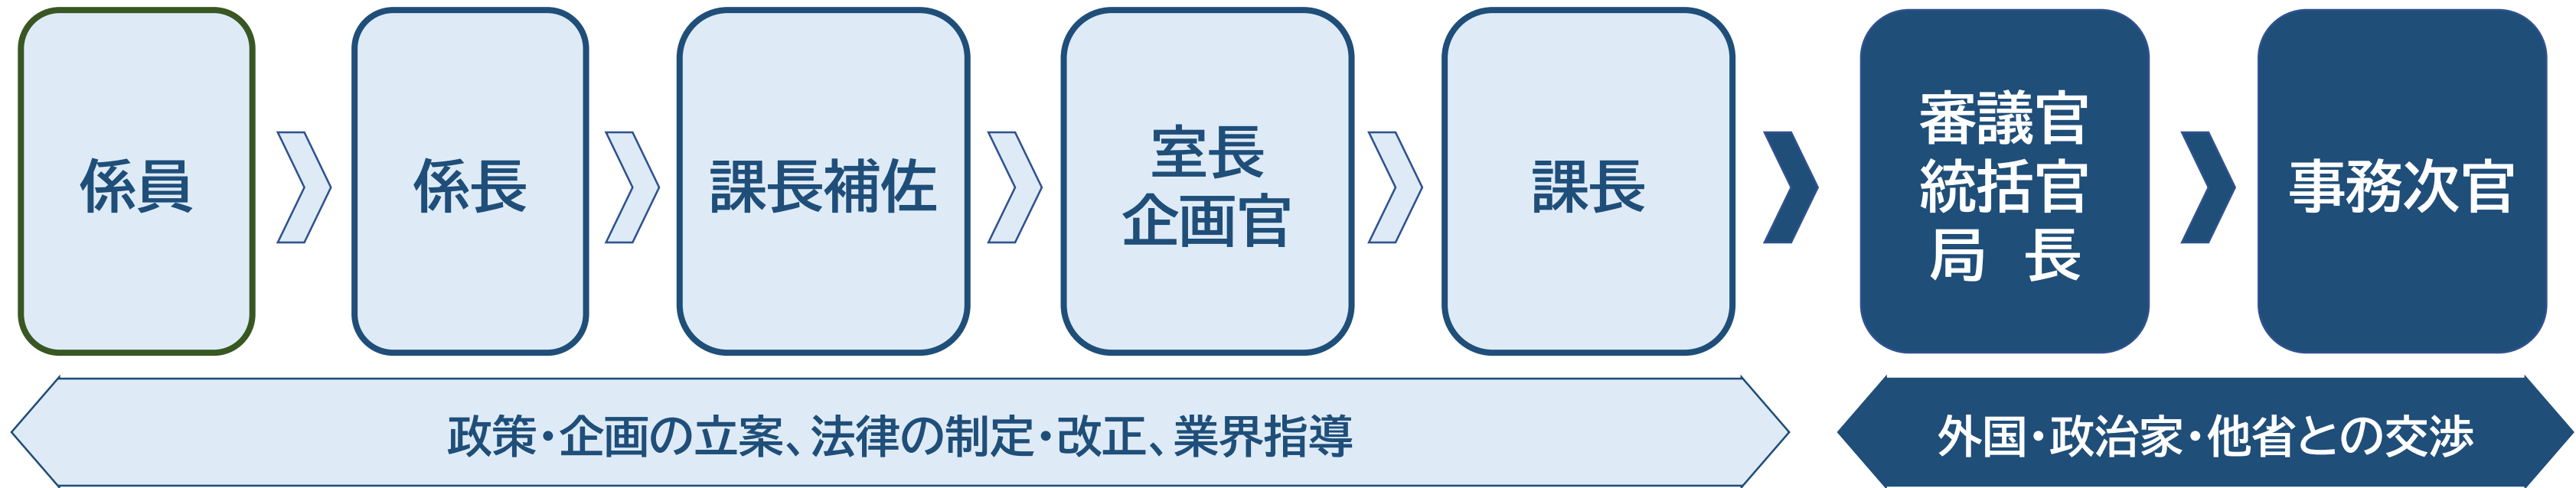 係員
係長
課長補佐
室長
企画官
課長
審議官
統括官
局　長
事務次官
政策・企画の立案、法律の制定・改正、業界指導
外国・政治家・他省との交渉